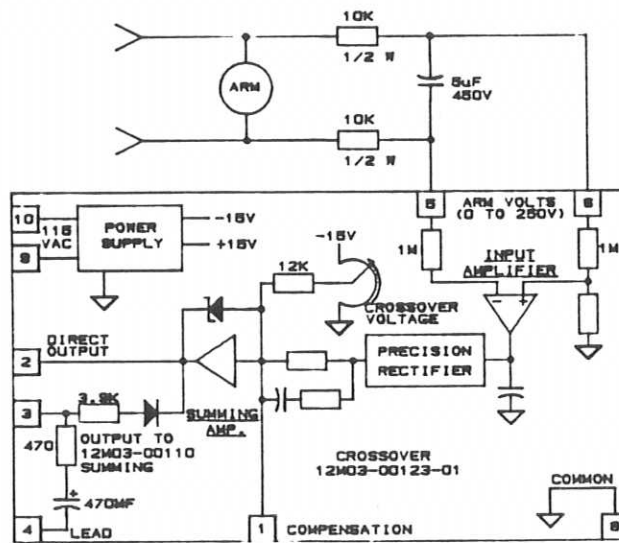 10K
1/2 W
ARM
5uF
450V
10K
1/2 W
5
ARM VOLTS
(0 TO 250V)
6
10
115
VAC
9
POWER
SUPPLY
-15V
+15V
1M
1M
INPUT
AMPLIFIER
-
+
-15V
12K
CROSSOVER
VOLTAGE
2
DIRECT
OUTPUT
PRECISION
RECTIFIER
SUMMING
AMP.
3
3.9K
470
OUTPUT TO
12M03-00110
SUMMING
+
470MF
CROSSOVER
12M03-00123-01
COMMON
4
LEAD
1
COMPENSATION
8